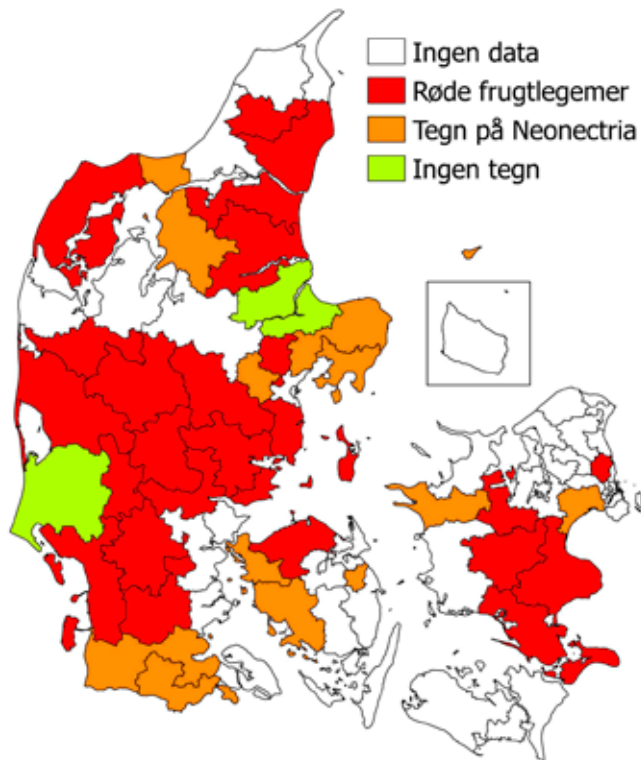 Ingen data
Røde frugtlegemer
Tegn på Neonectria
Ingen tegn